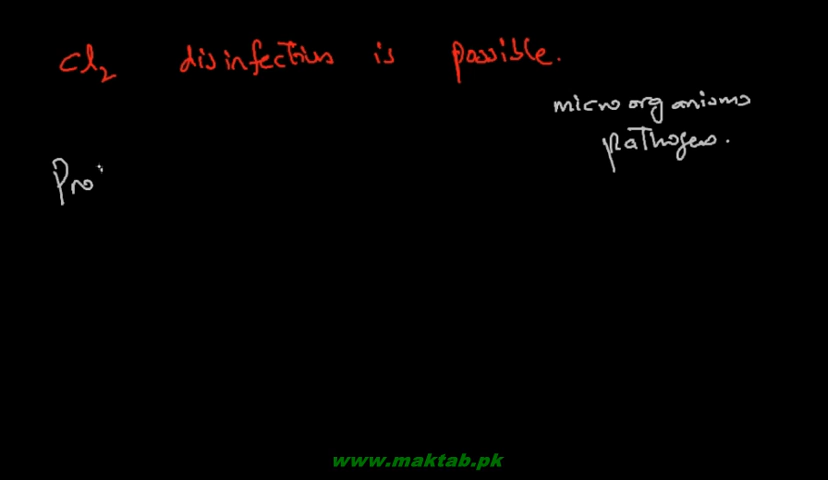 Cl2 disinfection is possible.
micro organisms
pathogens.
Pro
www.maktab.pk